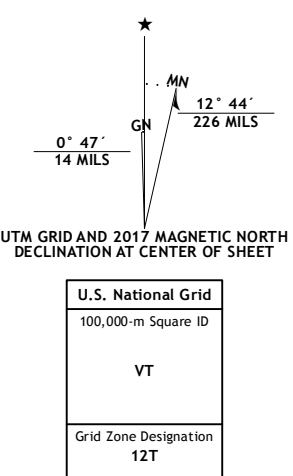 ★
MN
GN
12° 44´
226 MILS
0° 47´
14 MILS
UTM GRID AND 2017 MAGNETIC NORTH
DECLINATION AT CENTER OF SHEET
U.S. National Grid
100,000-m Square ID
VT
Grid Zone Designation
12T